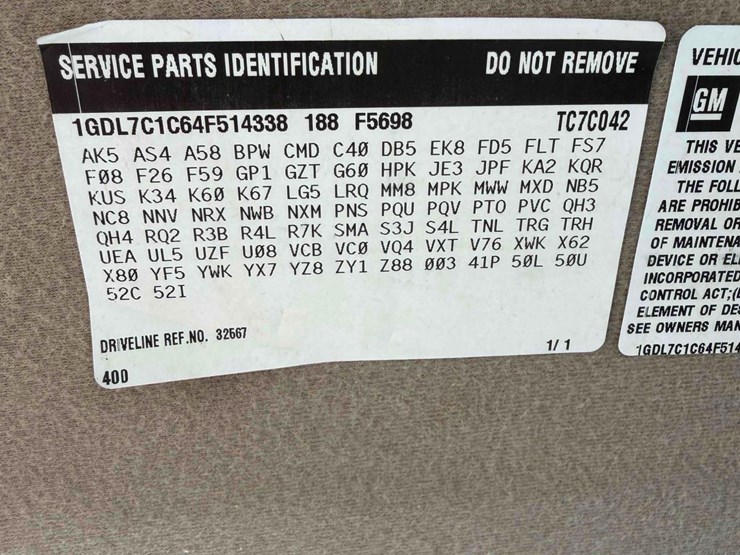 SERVICE PARTS IDENTIFICATION DO NOT REMOVE
1GDL7C1C64F514338 188 F5698 TC7C042
AK5 AS4 A58 BPW CMD C40 DB5 EK8 FD5 FLT FS7
F08 F26 F59 GP1 GZT G60 HPK JE3 JPF KA2 KQR
KUS K34 K60 K67 LG5 LRQ MM8 MPK MWW MXD NB5
NC8 NNV NRX NWB NXM PNS PQU PQV PTO PVC QH3
QH4 RQ2 R3B R4L R7K SMA S3J S4L TNL TRG TRH
UEA UL5 UZF U08 VCB VC0 VQ4 VXT V76 XWK X62
X80 YF5 YWK YX7 YZ8 ZY1 Z88 003 41P 50L 50U
52C 52I
DRIVELINE REF.NO. 32667
1/ 1
400
VEHIC
GM
THIS VE
EMISSION
THE FOLL
ARE PROHIB
REMOVAL OR
OF MAINTENA
DEVICE OR ELE
INCORPORATED
CONTROL ACT;(
ELEMENT OF DES
SEE OWNERS MAN
1GDL7C1C64F514